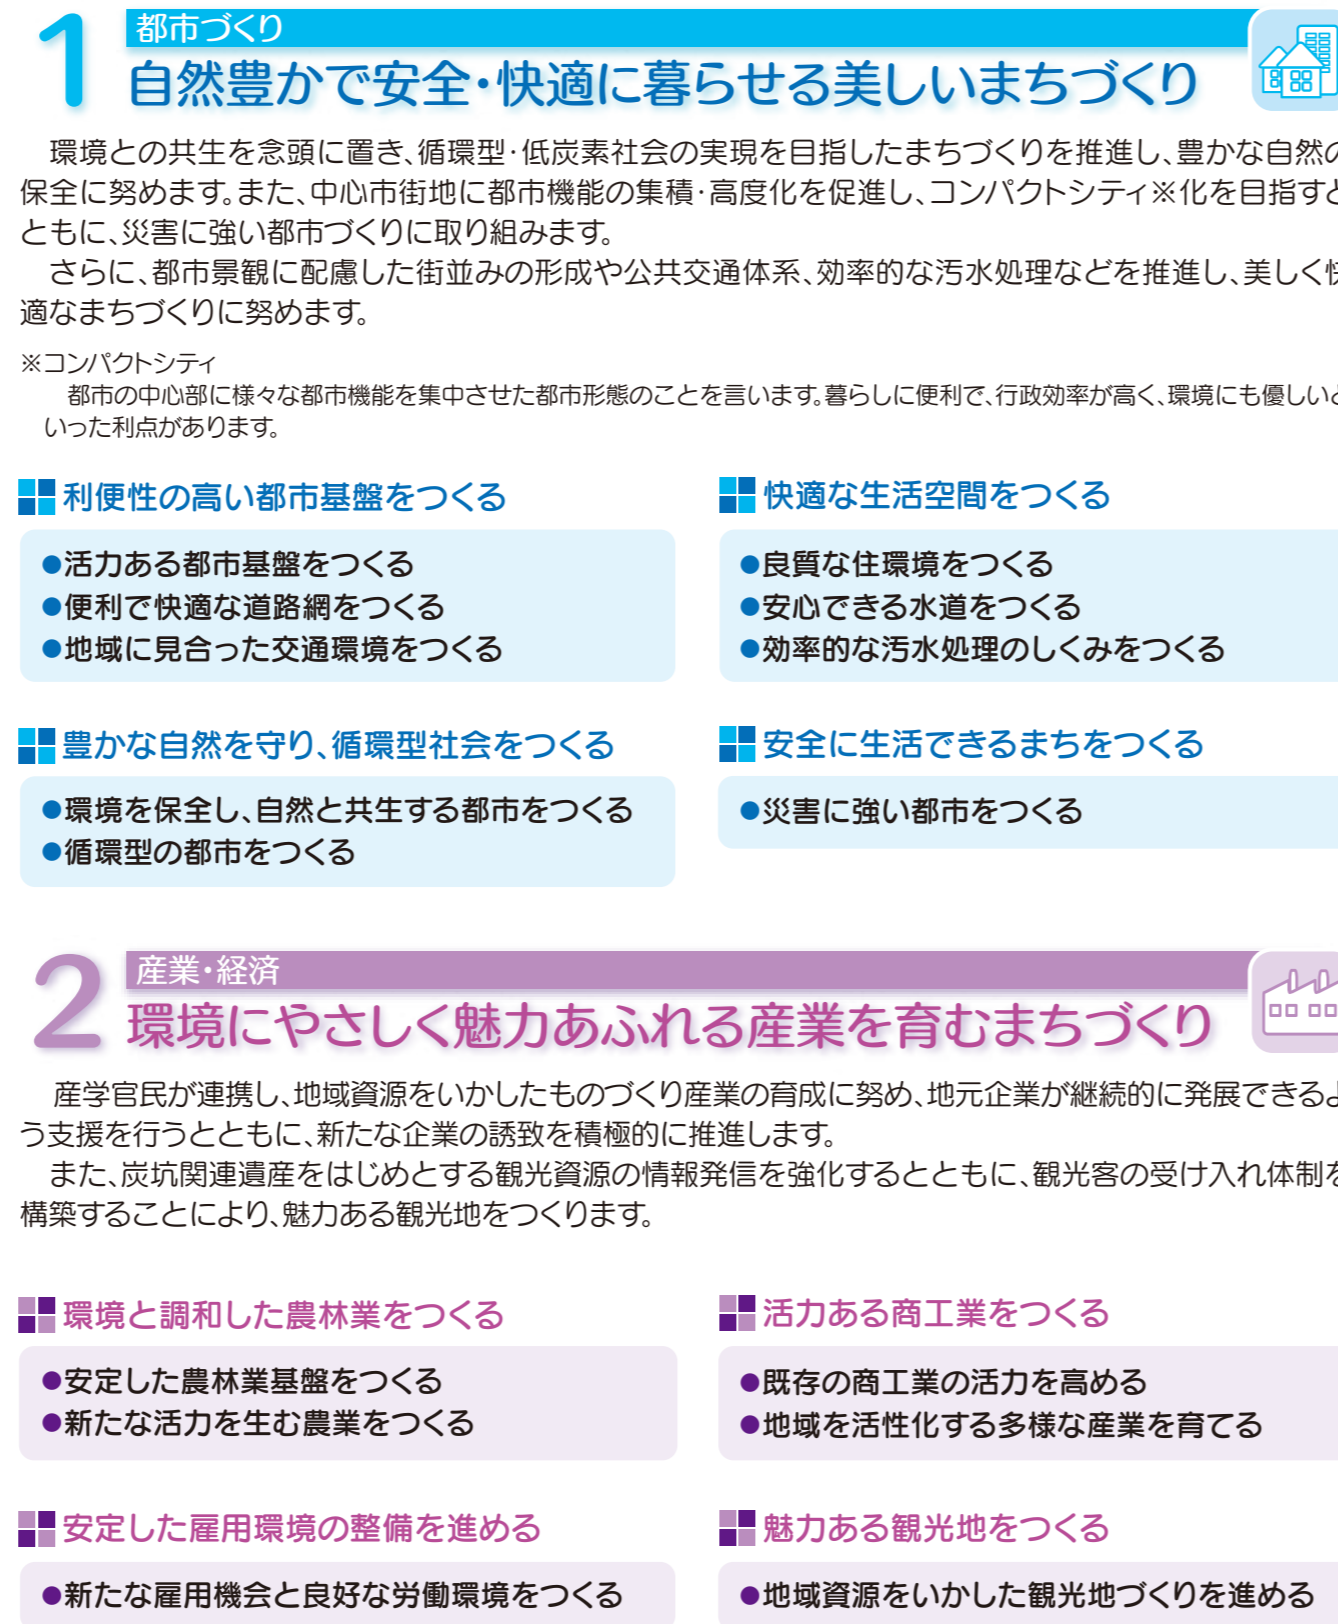 1
都市づくり
自然豊かで安全・快適に暮らせる美しいまちづくり
環境との共生を念頭に置き、循環型・低炭素社会の実現を目指したまちづくりを推進し、豊かな自然の
保全に努めます。また、中心市街地に都市機能の集積・高度化を促進し、コンパクトシティ※化を目指すと
ともに、災害に強い都市づくりに取り組みます。
さらに、都市景観に配慮した街並みの形成や公共交通体系、効率的な汚水処理などを推進し、美しく快
適なまちづくりに努めます。
※コンパクトシティ
都市の中心部に様々な都市機能を集中させた都市形態のことを言います。暮らしに便利で、行政効率が高く、環境にも優しいと
いった利点があります。
利便性の高い都市基盤をつくる
●活力ある都市基盤をつくる
●便利で快適な道路網をつくる
●地域に見合った交通環境をつくる
快適な生活空間をつくる
●良質な住環境をつくる
●安心できる水道をつくる
●効率的な汚水処理のしくみをつくる
豊かな自然を守り、循環型社会をつくる
●環境を保全し、自然と共生する都市をつくる
●循環型の都市をつくる
安全に生活できるまちをつくる
●災害に強い都市をつくる
2
産業・経済
環境にやさしく魅力あふれる産業を育むまちづくり
産学官民が連携し、地域資源をいかしたものづくり産業の育成に努め、地元企業が継続的に発展できるよ
う支援を行うとともに、新たな企業の誘致を積極的に推進します。
また、炭坑関連遺産をはじめとする観光資源の情報発信を強化するとともに、観光客の受け入れ体制を
構築することにより、魅力ある観光地をつくります。
環境と調和した農林業をつくる
●安定した農林業基盤をつくる
●新たな活力を生む農業をつくる
活力ある商工業をつくる
●既存の商工業の活力を高める
●地域を活性化する多様な産業を育てる
安定した雇用環境の整備を進める
●新たな雇用機会と良好な労働環境をつくる
魅力ある観光地をつくる
●地域資源をいかした観光地づくりを進める